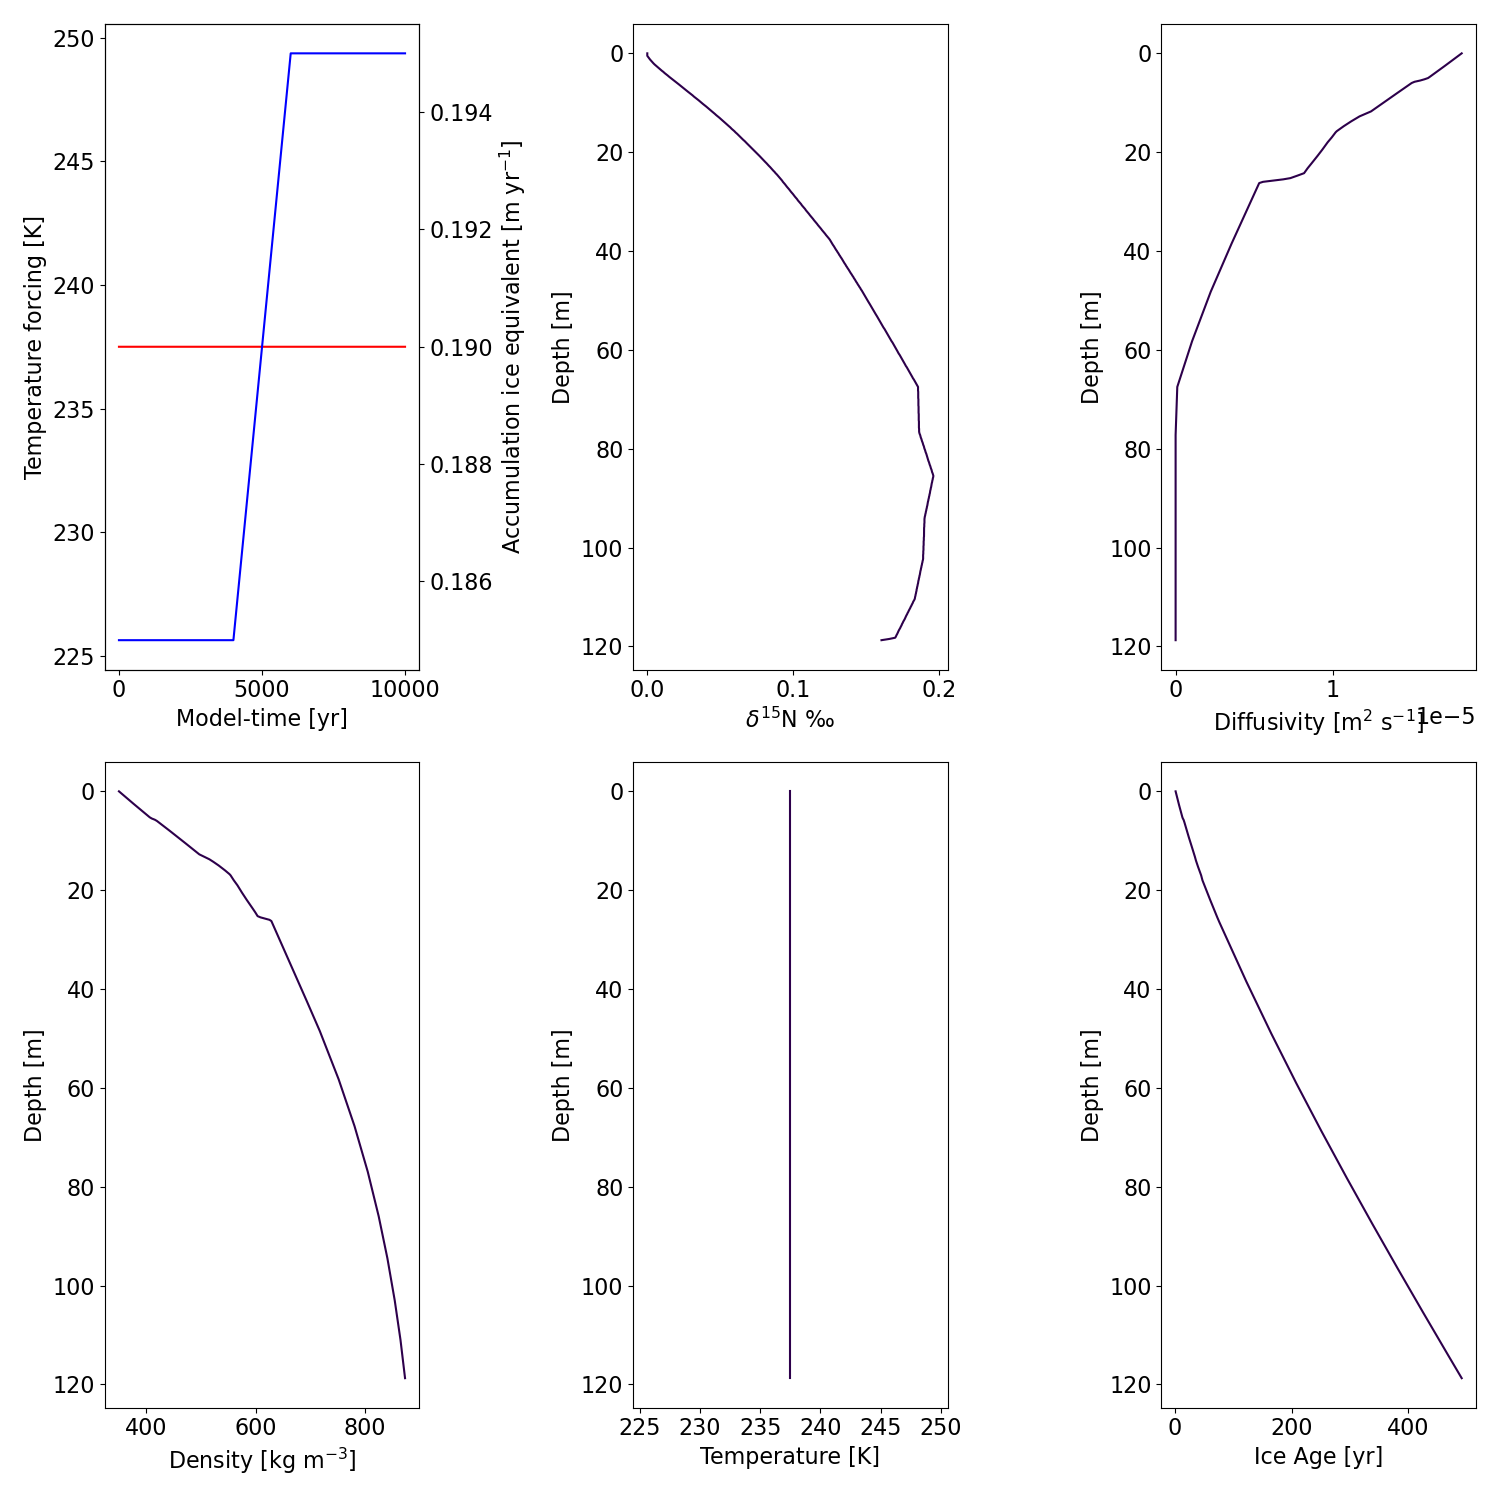 250
245
240
235
230
225
Temperature forcing [K]
0.194
0.192
0.190
0.188
0.186
Accumulation ice equivalent [m yr⁻¹]
0 5000 10000
Model-time [yr]
0
20
40
60
80
100
120
Depth [m]
0.0 0.1 0.2
δ¹⁵N ‰
0
20
40
60
80
100
120
Depth [m]
0 1
1e−5
Diffusivity [m² s⁻¹]
0
20
40
60
80
100
120
Depth [m]
400 600 800
Density [kg m⁻³]
0
20
40
60
80
100
120
Depth [m]
225 230 235 240 245 250
Temperature [K]
0
20
40
60
80
100
120
Depth [m]
0 200 400
Ice Age [yr]